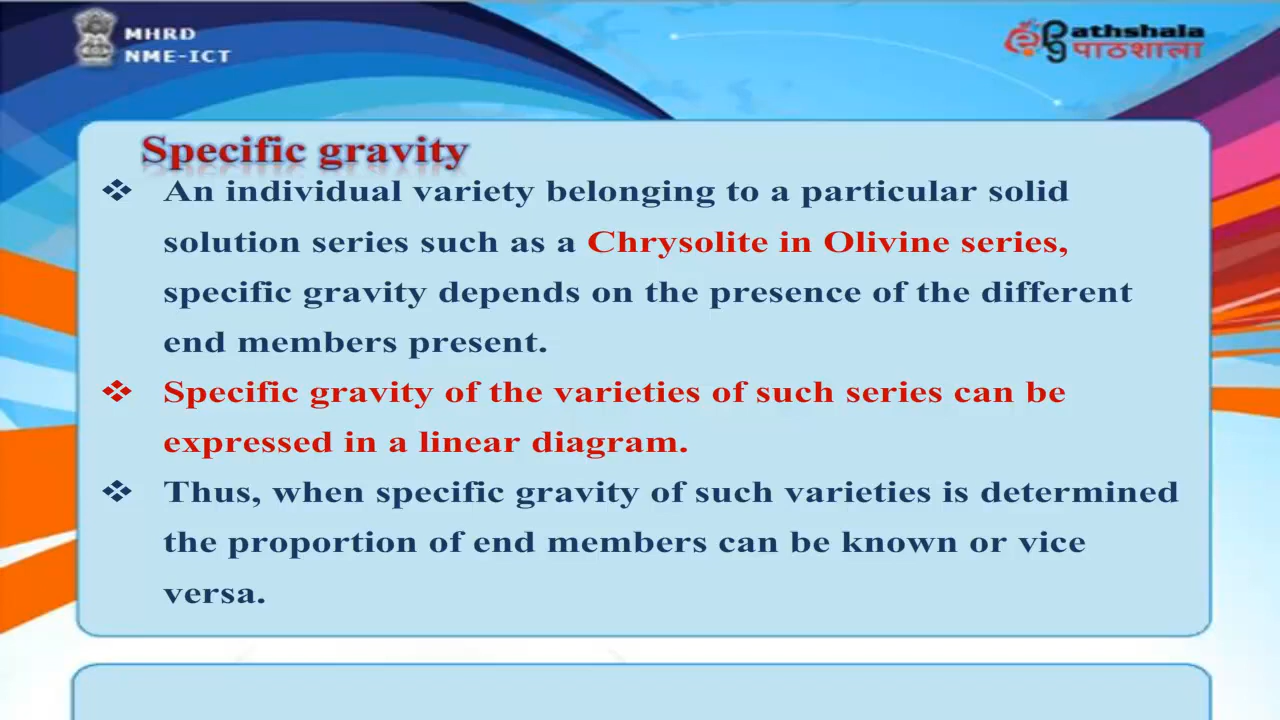 MHRD
NME-ICT
ePG athshala
पाठशाला
Specific gravity
❖ An individual variety belonging to a particular solid
solution series such as a Chrysolite in Olivine series,
specific gravity depends on the presence of the different
end members present.
❖ Specific gravity of the varieties of such series can be
expressed in a linear diagram.
❖ Thus, when specific gravity of such varieties is determined
the proportion of end members can be known or vice
versa.